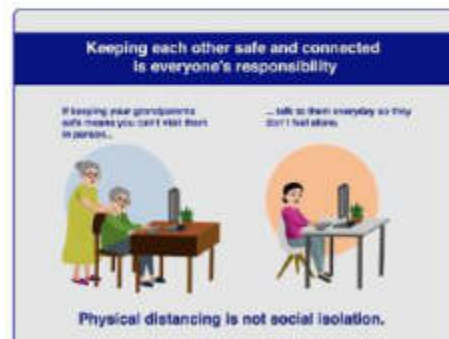 Keeping each other safe and connected
is everyone's responsibility
If keeping your grandparents
safe means you can't visit them
in person...
... talk to them everyday so they
don't feel alone.
Physical distancing is not social isolation.